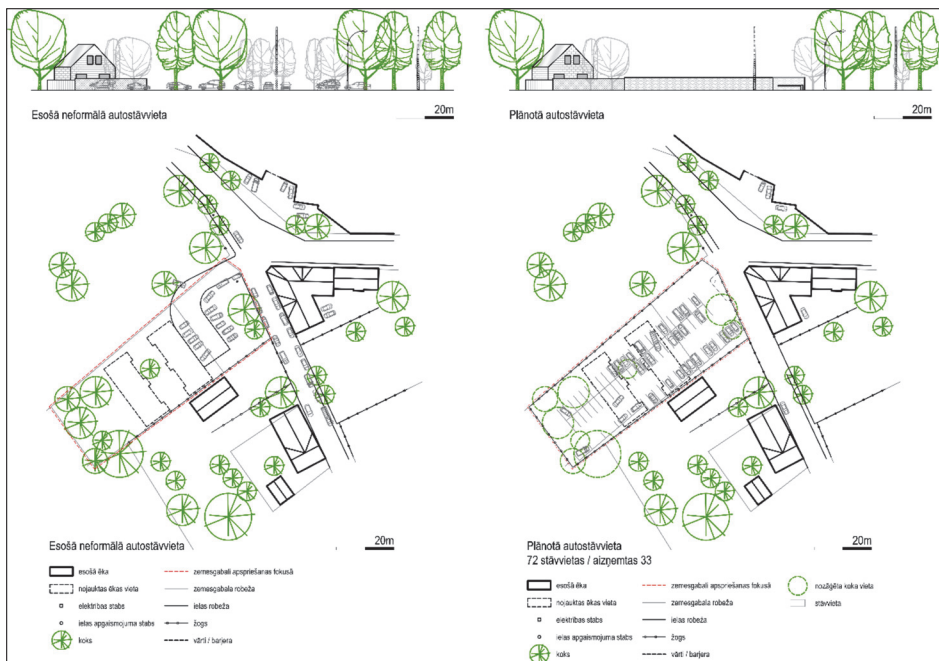 Esošā neformālā autostāvvieta
20m
Plānotā autostāvvieta
20m
Esošā neformālā autostāvvieta
20m
esošā ēka
nojauktas ēkas vieta
elektrības stabs
ielas apgaismojuma stabs
koks
zemesgabali apspriešanas fokusā
zemesgabala robeža
ielas robeža
žogs
vārti / barjera
Plānotā autostāvvieta
72 stāvvietas / aizņemtas 33
20m
esošā ēka
nojauktas ēkas vieta
elektrības stabs
ielas apgaismojuma stabs
koks
zemesgabali apspriešanas fokusā
zemesgabala robeža
ielas robeža
žogs
vārti / barjera
nozāģēta koka vieta
stāvvieta